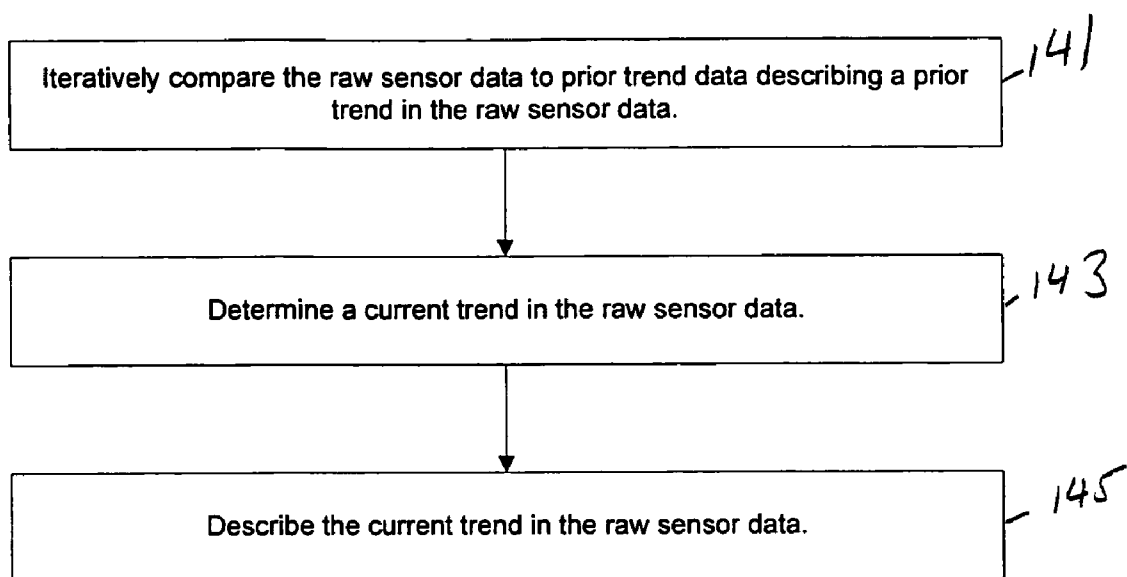 Iteratively compare the raw sensor data to prior trend data describing a prior
trend in the raw sensor data.
141
Determine a current trend in the raw sensor data.
143
Describe the current trend in the raw sensor data.
145